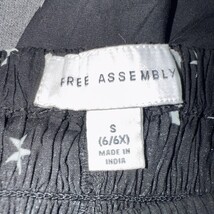 FREE ASSEMBLY
S
(6/6X)
MADE IN
INDIA